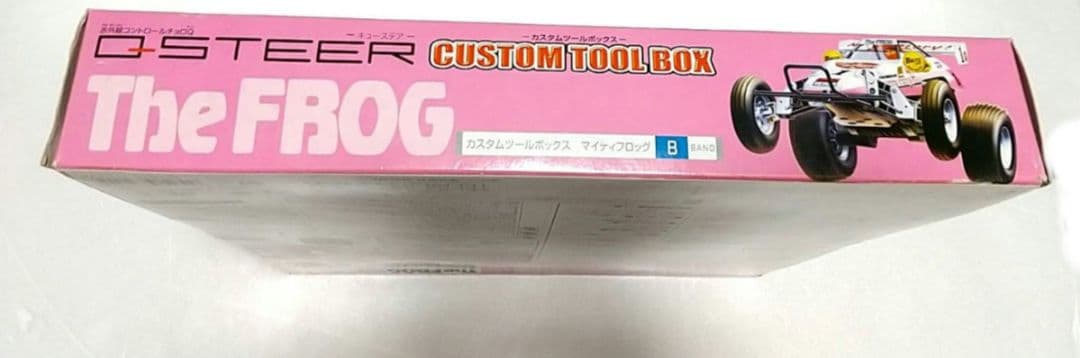 赤外線コントロールチョロQ
ーキューステアー
Q-STEER
ーカスタムツールボックスー
CUSTOM TOOL BOX
The FROG
カスタムツールボックス マイティフロッグ B BAND
The FROG